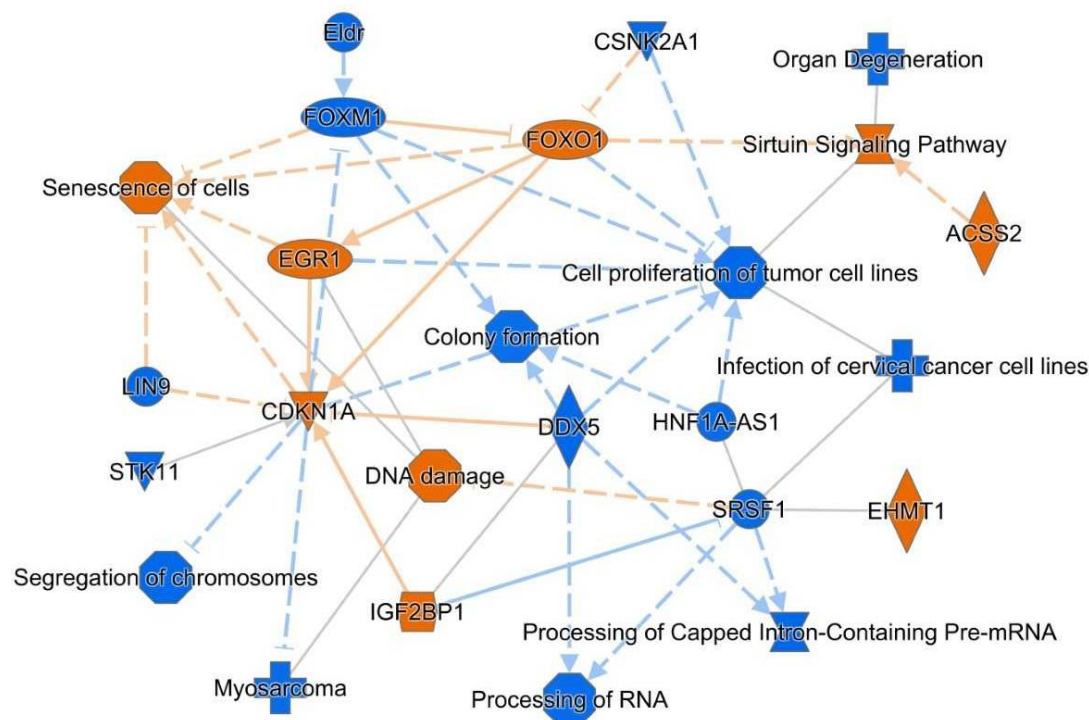 Eldr
CSNK2A1
Organ Degeneration
FOXM1
FOXO1
Sirtuin Signaling Pathway
Senescence of cells
ACSS2
EGR1
Cell proliferation of tumor cell lines
Colony formation
Infection of cervical cancer cell lines
LIN9
CDKN1A
DDX5
HNF1A-AS1
STK11
DNA damage
SRSF1
EHMT1
Segregation of chromosomes
IGF2BP1
Processing of Capped Intron-Containing Pre-mRNA
Myosarcoma
Processing of RNA